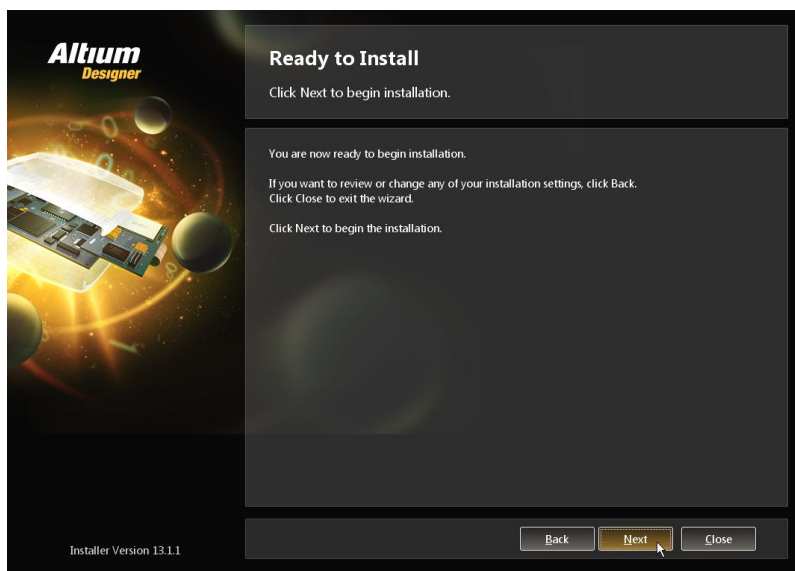 Altium
Designer
Ready to Install
Click Next to begin installation.
You are now ready to begin installation.
If you want to review or change any of your installation settings, click Back.
Click Close to exit the wizard.
Click Next to begin the installation.
Installer Version 13.1.1
Back
Next
Close